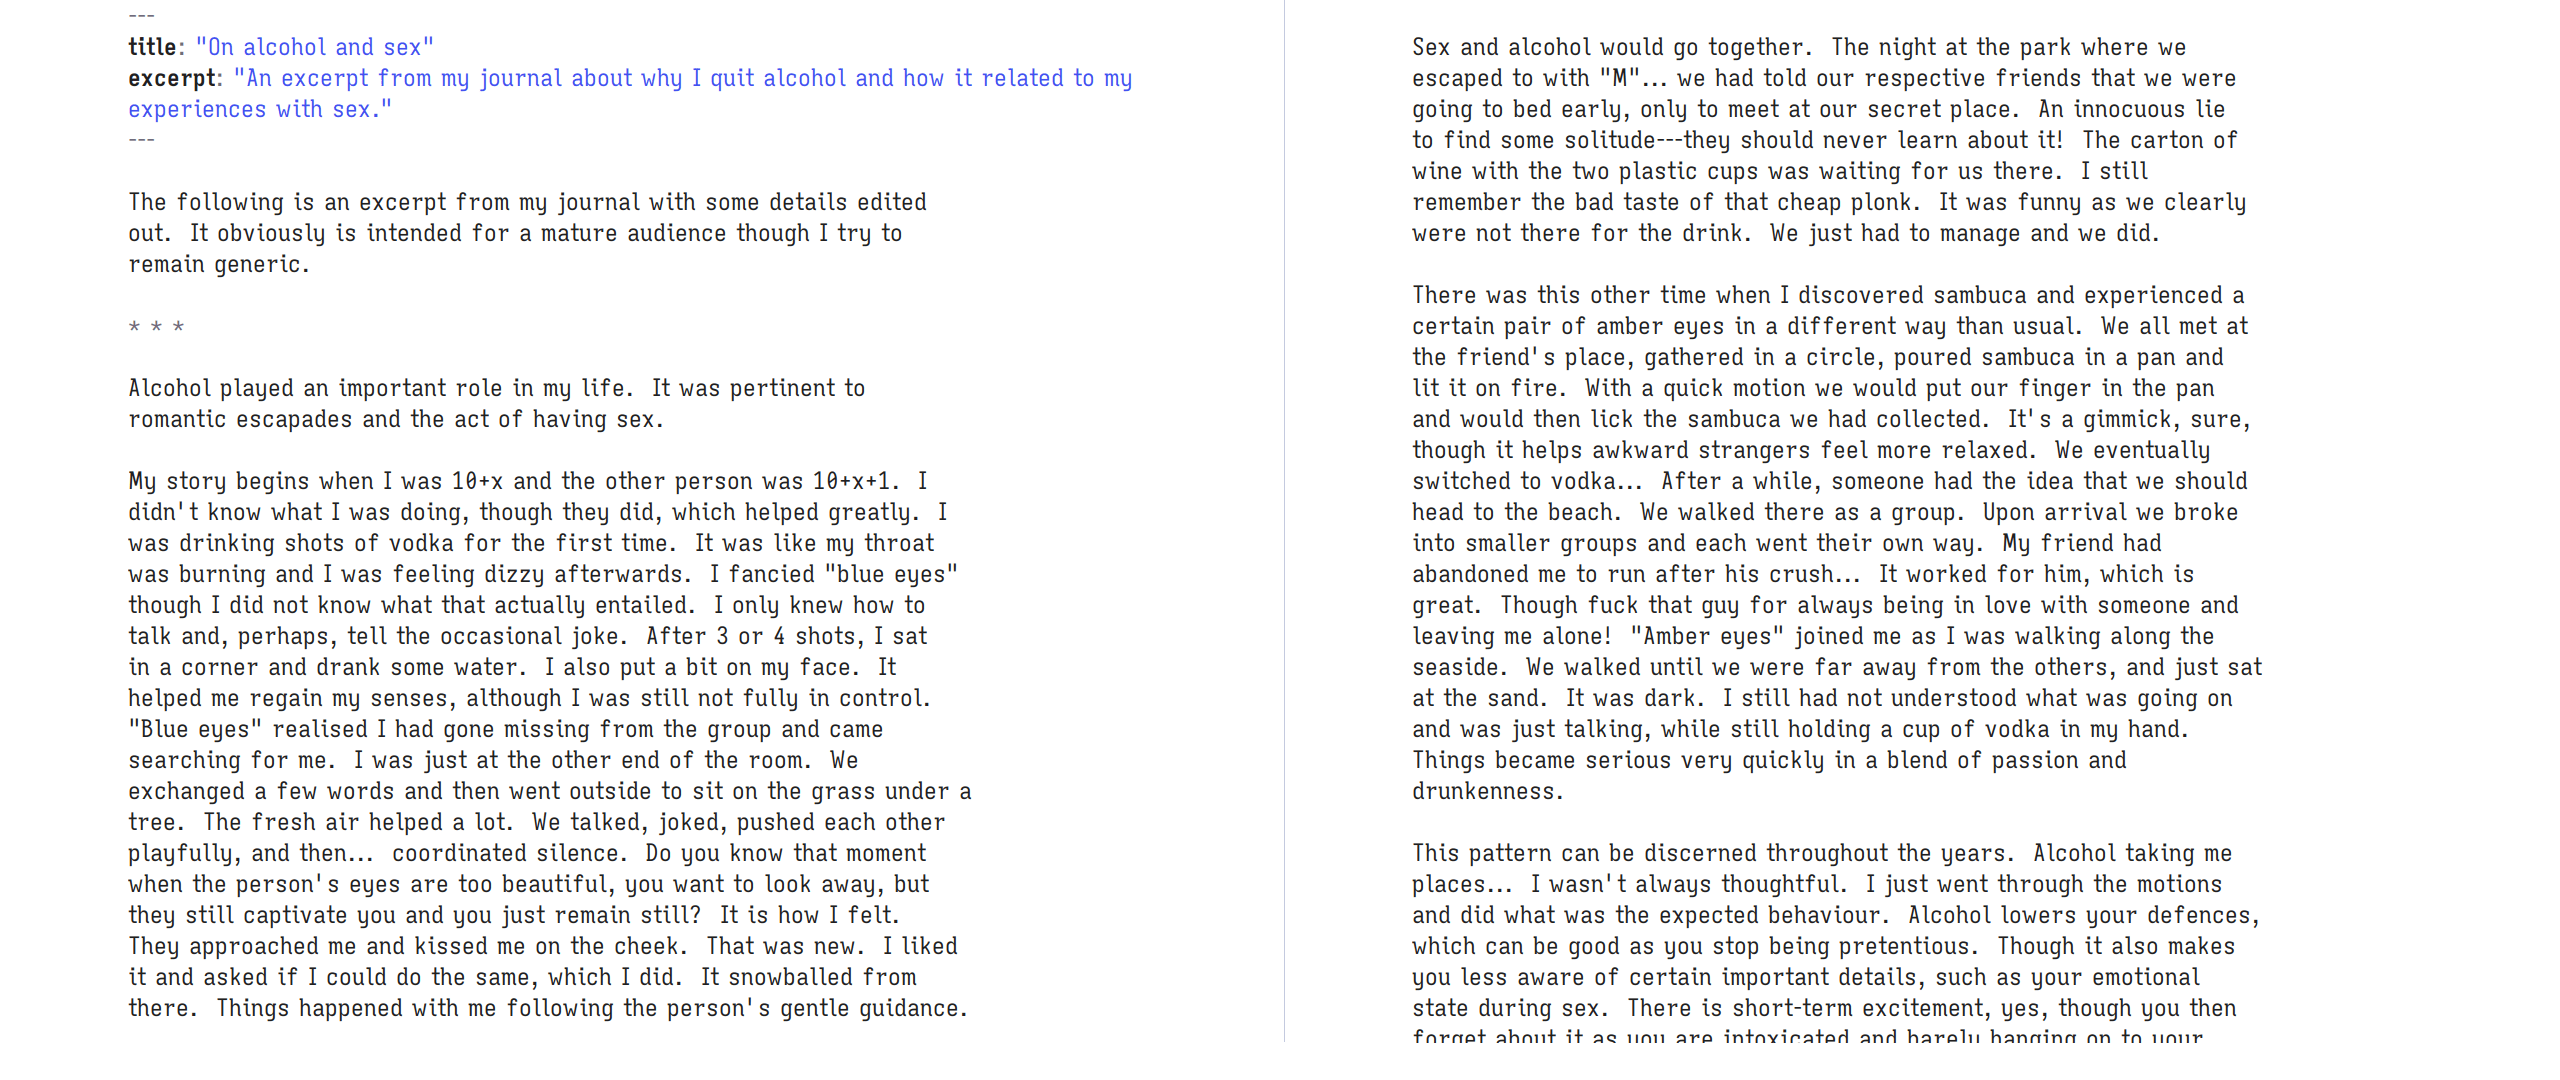 ---
title: "On alcohol and sex"
excerpt: "An excerpt from my journal about why I quit alcohol and how it related to my
experiences with sex."
---
The following is an excerpt from my journal with some details edited
out.  It obviously is intended for a mature audience though I try to
remain generic.
* * *
Alcohol played an important role in my life.  It was pertinent to
romantic escapades and the act of having sex.
My story begins when I was 10+x and the other person was 10+x+1.  I
didn't know what I was doing, though they did, which helped greatly.  I
was drinking shots of vodka for the first time.  It was like my throat
was burning and I was feeling dizzy afterwards.  I fancied "blue eyes"
though I did not know what that actually entailed.  I only knew how to
talk and, perhaps, tell the occasional joke.  After 3 or 4 shots, I sat
in a corner and drank some water.  I also put a bit on my face.  It
helped me regain my senses, although I was still not fully in control.
"Blue eyes" realised I had gone missing from the group and came
searching for me.  I was just at the other end of the room.  We
exchanged a few words and then went outside to sit on the grass under a
tree.  The fresh air helped a lot.  We talked, joked, pushed each other
playfully, and then...  coordinated silence.  Do you know that moment
when the person's eyes are too beautiful, you want to look away, but
they still captivate you and you just remain still?  It is how I felt.
They approached me and kissed me on the cheek.  That was new.  I liked
it and asked if I could do the same, which I did.  It snowballed from
there.  Things happened with me following the person's gentle guidance.
Sex and alcohol would go together.  The night at the park where we
escaped to with "M"... we had told our respective friends that we were
going to bed early, only to meet at our secret place.  An innocuous lie
to find some solitude---they should never learn about it!  The carton of
wine with the two plastic cups was waiting for us there.  I still
remember the bad taste of that cheap plonk.  It was funny as we clearly
were not there for the drink.  We just had to manage and we did.
There was this other time when I discovered sambuca and experienced a
certain pair of amber eyes in a different way than usual.  We all met at
the friend's place, gathered in a circle, poured sambuca in a pan and
lit it on fire.  With a quick motion we would put our finger in the pan
and would then lick the sambuca we had collected.  It's a gimmick, sure,
though it helps awkward strangers feel more relaxed.  We eventually
switched to vodka...  After a while, someone had the idea that we should
head to the beach.  We walked there as a group.  Upon arrival we broke
into smaller groups and each went their own way.  My friend had
abandoned me to run after his crush...  It worked for him, which is
great.  Though fuck that guy for always being in love with someone and
leaving me alone!  "Amber eyes" joined me as I was walking along the
seaside.  We walked until we were far away from the others, and just sat
at the sand.  It was dark.  I still had not understood what was going on
and was just talking, while still holding a cup of vodka in my hand.
Things became serious very quickly in a blend of passion and
drunkenness.
This pattern can be discerned throughout the years.  Alcohol taking me
places...  I wasn't always thoughtful.  I just went through the motions
and did what was the expected behaviour.  Alcohol lowers your defences,
which can be good as you stop being pretentious.  Though it also makes
you less aware of certain important details, such as your emotional
state during sex.  There is short-term excitement, yes, though you then
forget about it as you are intoxicated and barely hanging on to your